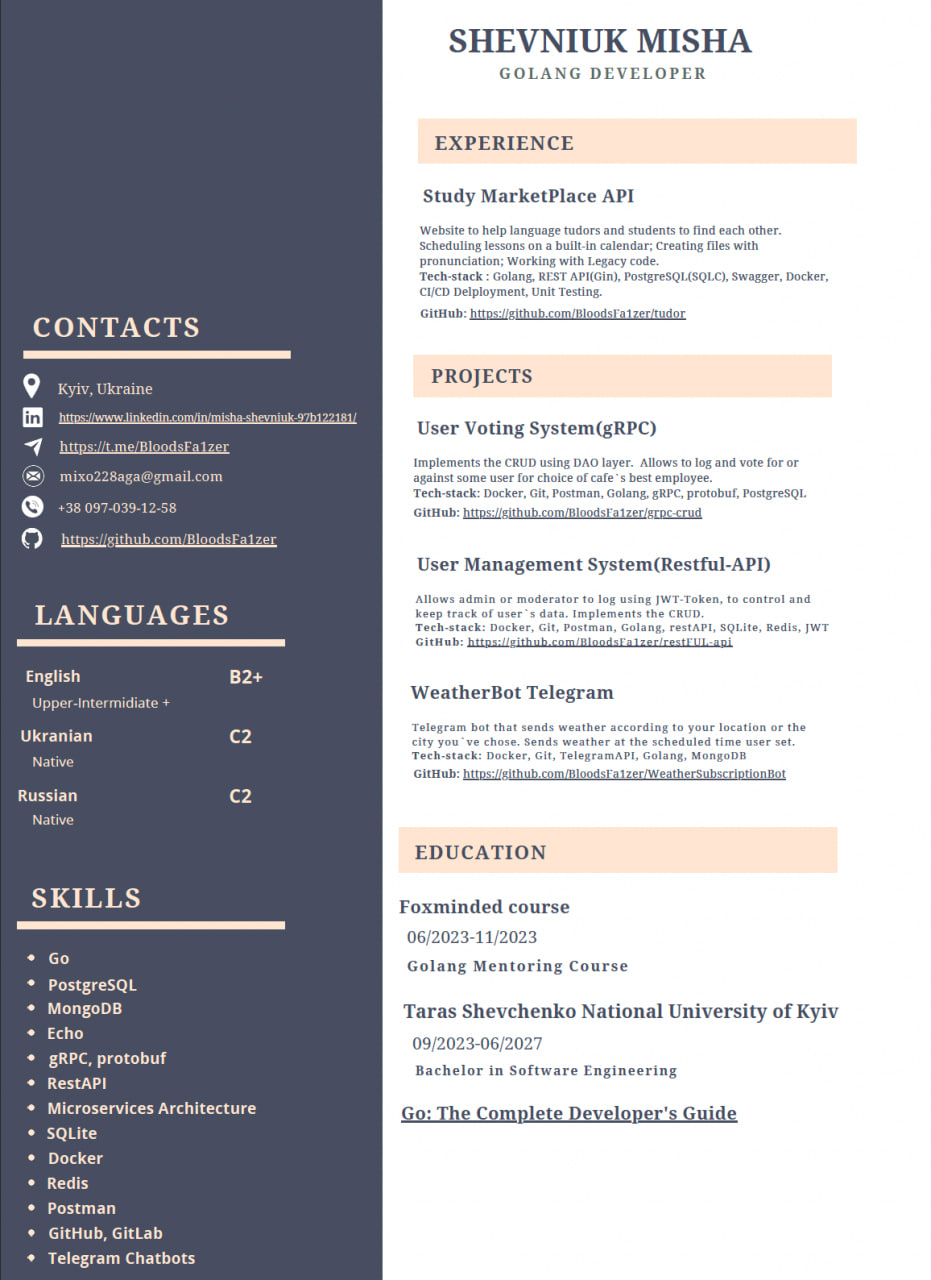 SHEVNIUK MISHA
GOLANG DEVELOPER
CONTACTS
Kyiv, Ukraine
https://www.linkedin.com/in/misha-shevniuk-97b122181/
https://t.me/BloodsFa1zer
mixo228aga@gmail.com
+38 097-039-12-58
https://github.com/BloodsFa1zer
LANGUAGES
English B2+
Upper-Intermidiate +
Ukranian C2
Native
Russian C2
Native
SKILLS
Go
PostgreSQL
MongoDB
Echo
gRPC, protobuf
RestAPI
Microservices Architecture
SQLite
Docker
Redis
Postman
GitHub, GitLab
Telegram Chatbots
EXPERIENCE
Study MarketPlace API
Website to help language tudors and students to find each other.
Scheduling lessons on a built-in calendar; Creating files with
pronunciation; Working with Legacy code.
Tech-stack : Golang, REST API(Gin), PostgreSQL(SQLC), Swagger, Docker,
CI/CD Delployment, Unit Testing.
GitHub: https://github.com/BloodsFa1zer/tudor
PROJECTS
User Voting System(gRPC)
Implements the CRUD using DAO layer.  Allows to log and vote for or
against some user for choice of cafe`s best employee.
Tech-stack: Docker, Git, Postman, Golang, gRPC, protobuf, PostgreSQL
GitHub: https://github.com/BloodsFa1zer/grpc-crud
User Management System(Restful-API)
Allows admin or moderator to log using JWT-Token, to control and
keep track of user`s data. Implements the CRUD.
Tech-stack: Docker, Git, Postman, Golang, restAPI, SQLite, Redis, JWT
GitHub: https://github.com/BloodsFa1zer/restFUL-api
WeatherBot Telegram
Telegram bot that sends weather according to your location or the
city you`ve chose. Sends weather at the scheduled time user set.
Tech-stack: Docker, Git, TelegramAPI, Golang, MongoDB
GitHub: https://github.com/BloodsFa1zer/WeatherSubscriptionBot
EDUCATION
Foxminded course
06/2023-11/2023
Golang Mentoring Course
Taras Shevchenko National University of Kyiv
09/2023-06/2027
Bachelor in Software Engineering
Go: The Complete Developer's Guide